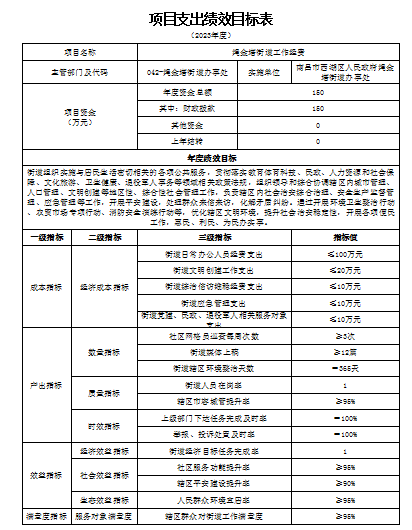 项目支出绩效目标表
（2023年度）
项目名称 绳金塔街道工作经费
主管部门及代码 042-绳金塔街道办事处 实施单位 南昌市西湖区人民政府绳金塔街道办事处
项目资金（万元） 年度资金总额 150
其中：财政拨款 150
其他资金 0
上年结转 0
年度绩效目标
街道组织实施与居民生活密切相关的各项公共服务，贯彻落实教育体育科技、民政、人力资源和社会保
障、文化旅游、卫生健康、退役军人事务等领域相关政策法规，组织领导和综合协调辖区内城市管理、
人口管理、文明创建等地区性、综合性社会管理工作，负责辖区内社会治安综合治理、安全生产监督管
理、应急管理等工作，开展平安建设，处理群众来信来访，化解矛盾纠纷。通过开展环境卫生整治行动
、农贸市场专项行动、消防安全演练行动等，优化辖区文明环境，提升社会治安稳定性，开展各项便民
工作，惠民、利民、为民办实事。
一级指标 二级指标 三级指标 指标值
成本指标 经济成本指标 街道日常办公人员经费支出 ≤100万元
街道文明创建工作支出 ≤20万元
街道综治信访维稳经费支出 ≤10万元
街道应急管理支出 ≤10万元
街道党建、民政、退役军人相关服务对象支出 ≤10万元
产出指标 数量指标 社区网格员巡查每周次数 ≥3次
街道媒体上稿 ≥12篇
街道辖区环境整治天数 ＝365天
质量指标 街道人员在岗率 1
辖区市容城管提升率 ≥95%
时效指标 上级部门下达任务完成及时率 ＝100%
举报、投诉处置及时率 ＝100%
效益指标 经济效益指标 街道经济目标任务完成率 1
社会效益指标 社区服务功能提升率 ≥95%
辖区平安建设提升率 ≥90%
生态效益指标 人民群众环境宜居率 ≥95%
满意度指标 服务对象满意度 辖区群众对街道工作满意度 ≥95%